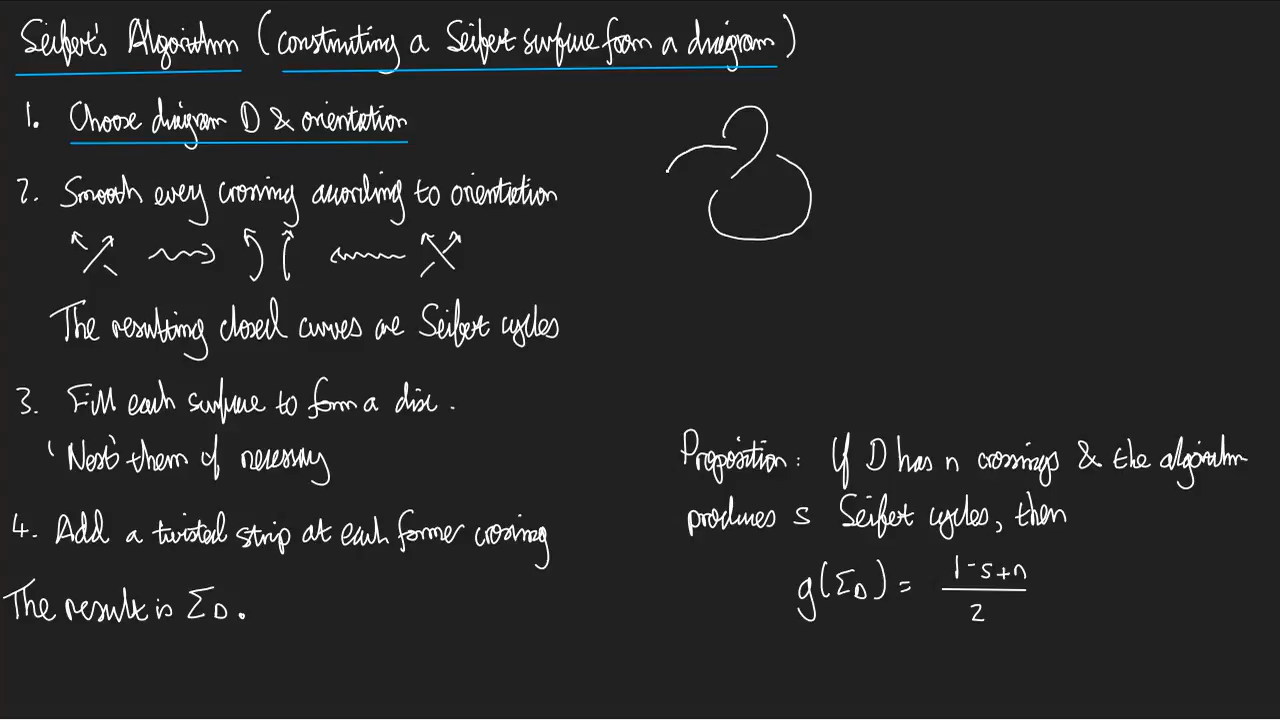 Seifert's Algorithm (constructing a Seifert surface from a diagram)
1. Choose diagram D & orientation
2. Smooth every crossing according to orientation
The resulting closed curves are Seifert cycles
3. Fill each surface to form a disc.
'Nest' them if necessary
4. Add a twisted strip at each former crossing
The result is Σ_D.
Proposition: If D has n crossings & the algorithm
produces s Seifert cycles, then
g(Σ_D) = (1-s+n)/2